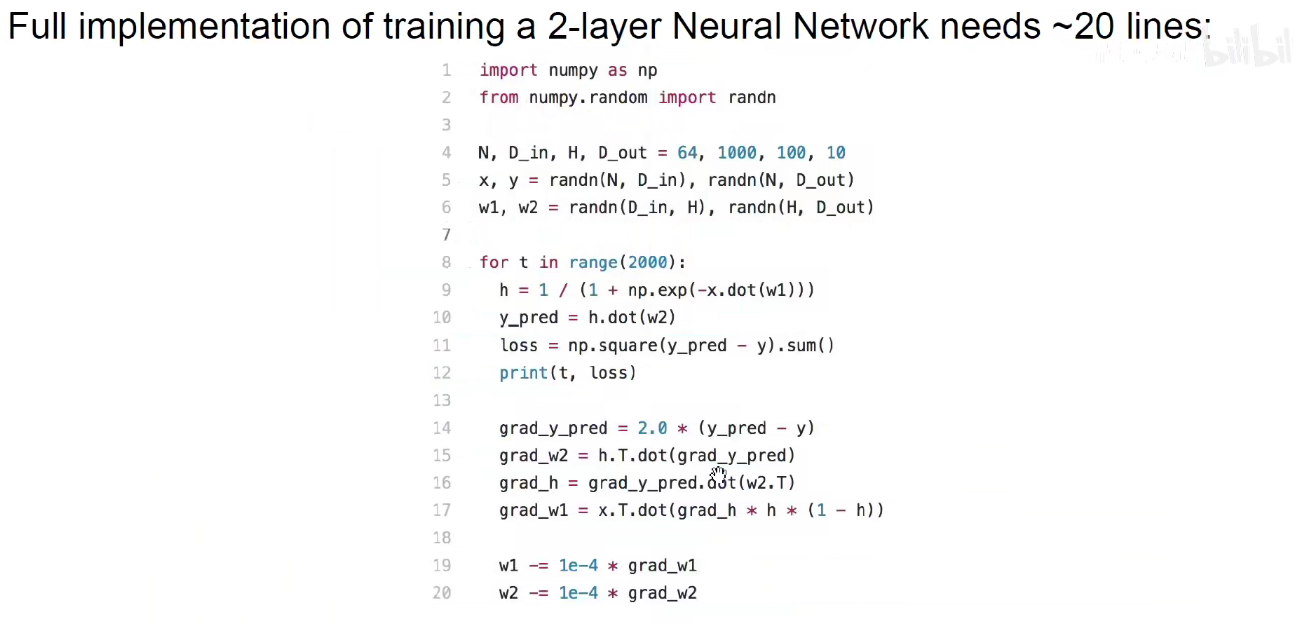 Full implementation of training a 2-layer Neural Network needs ~20 lines:
bilibili
1 import numpy as np
2 from numpy.random import randn
3
4 N, D_in, H, D_out = 64, 1000, 100, 10
5 x, y = randn(N, D_in), randn(N, D_out)
6 w1, w2 = randn(D_in, H), randn(H, D_out)
7
8 for t in range(2000):
9 h = 1 / (1 + np.exp(-x.dot(w1)))
10 y_pred = h.dot(w2)
11 loss = np.square(y_pred - y).sum()
12 print(t, loss)
13
14 grad_y_pred = 2.0 * (y_pred - y)
15 grad_w2 = h.T.dot(grad_y_pred)
16 grad_h = grad_y_pred.dot(w2.T)
17 grad_w1 = x.T.dot(grad_h * h * (1 - h))
18
19 w1 -= 1e-4 * grad_w1
20 w2 -= 1e-4 * grad_w2